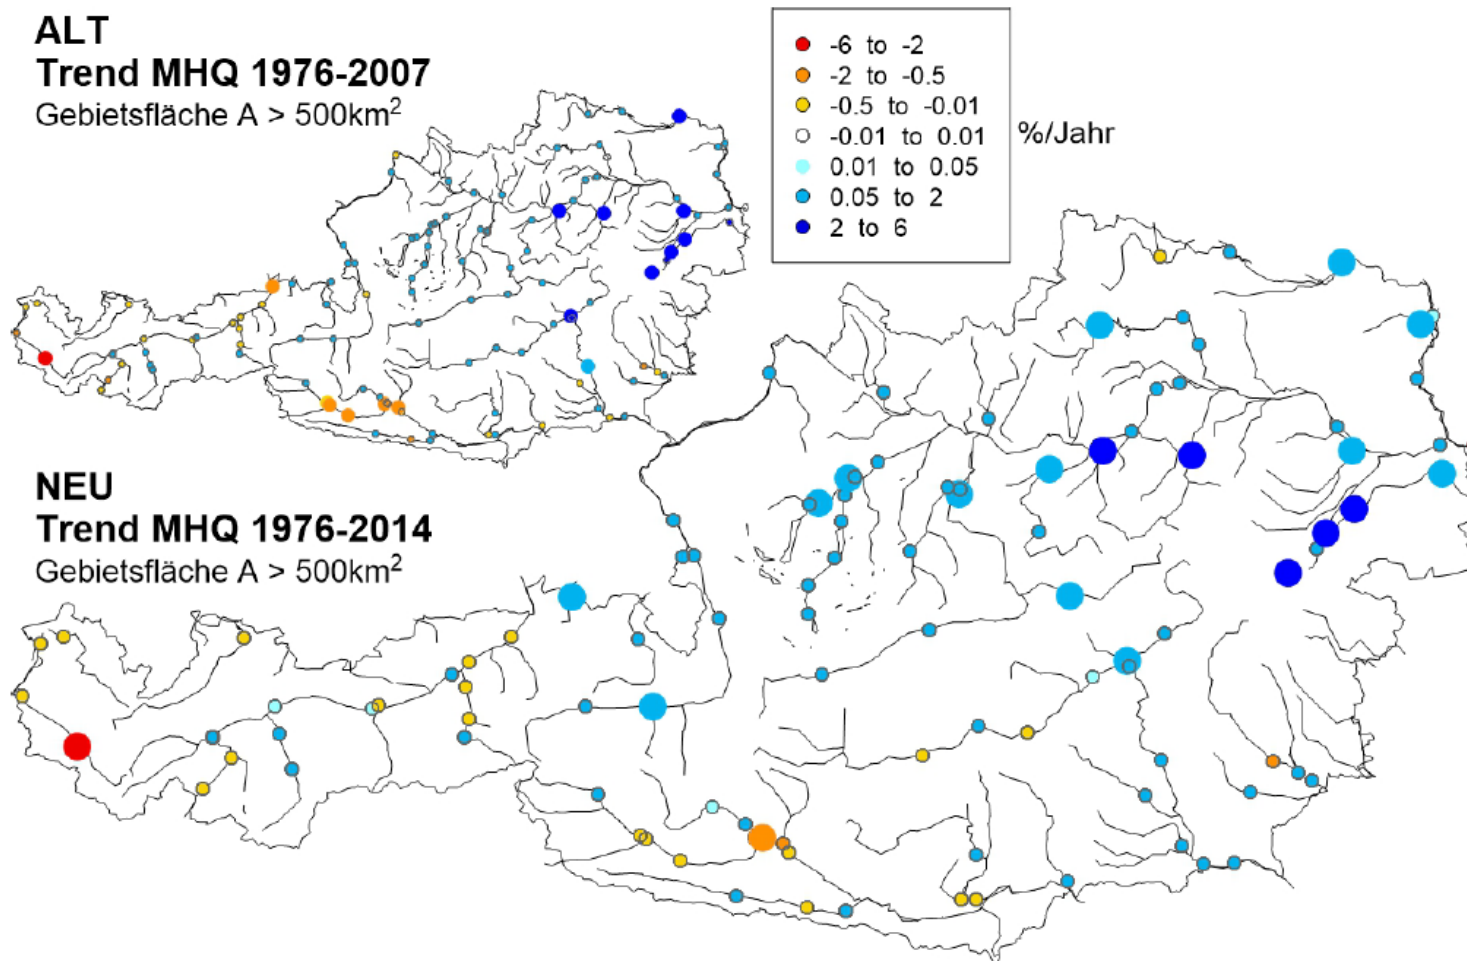 ALT
Trend MHQ 1976-2007
Gebietsfläche A > 500km²
-6 to -2
-2 to -0.5
-0.5 to -0.01
-0.01 to 0.01
0.01 to 0.05
0.05 to 2
2 to 6
%/Jahr
NEU
Trend MHQ 1976-2014
Gebietsfläche A > 500km²